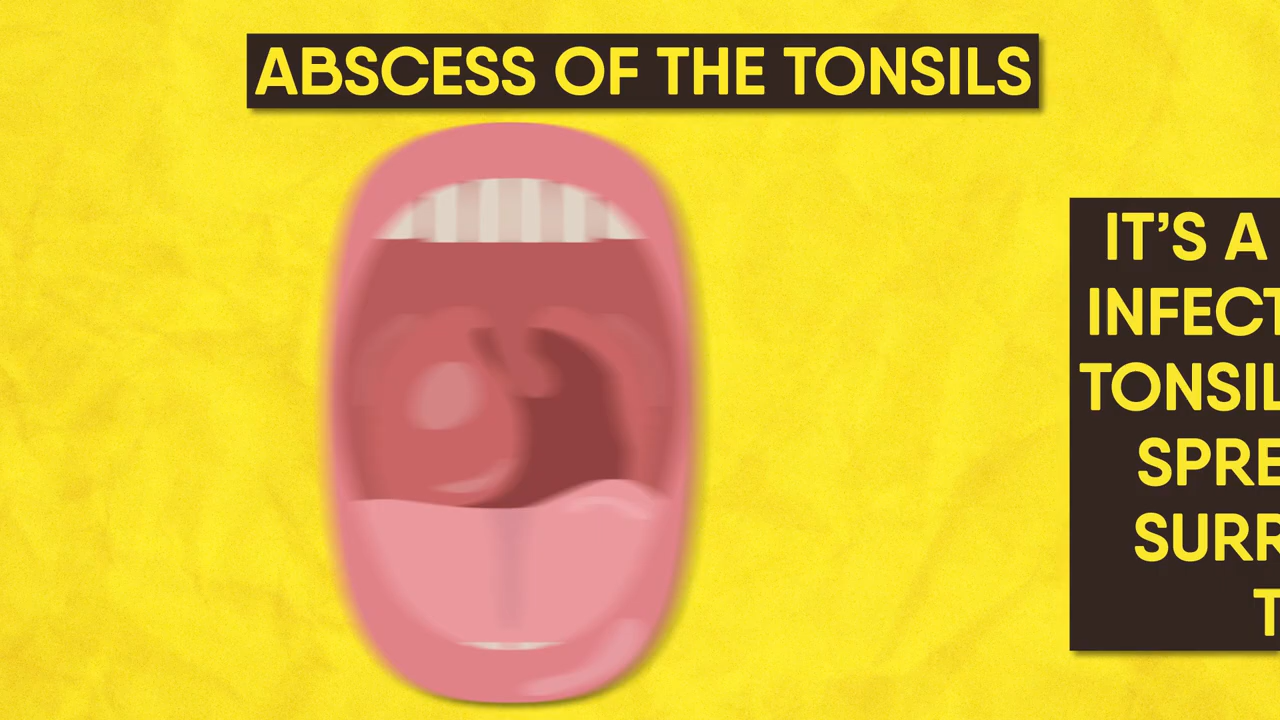 ABSCESS OF THE TONSILS
IT'S A
INFECT
TONSIL
SPRE
SURR
T